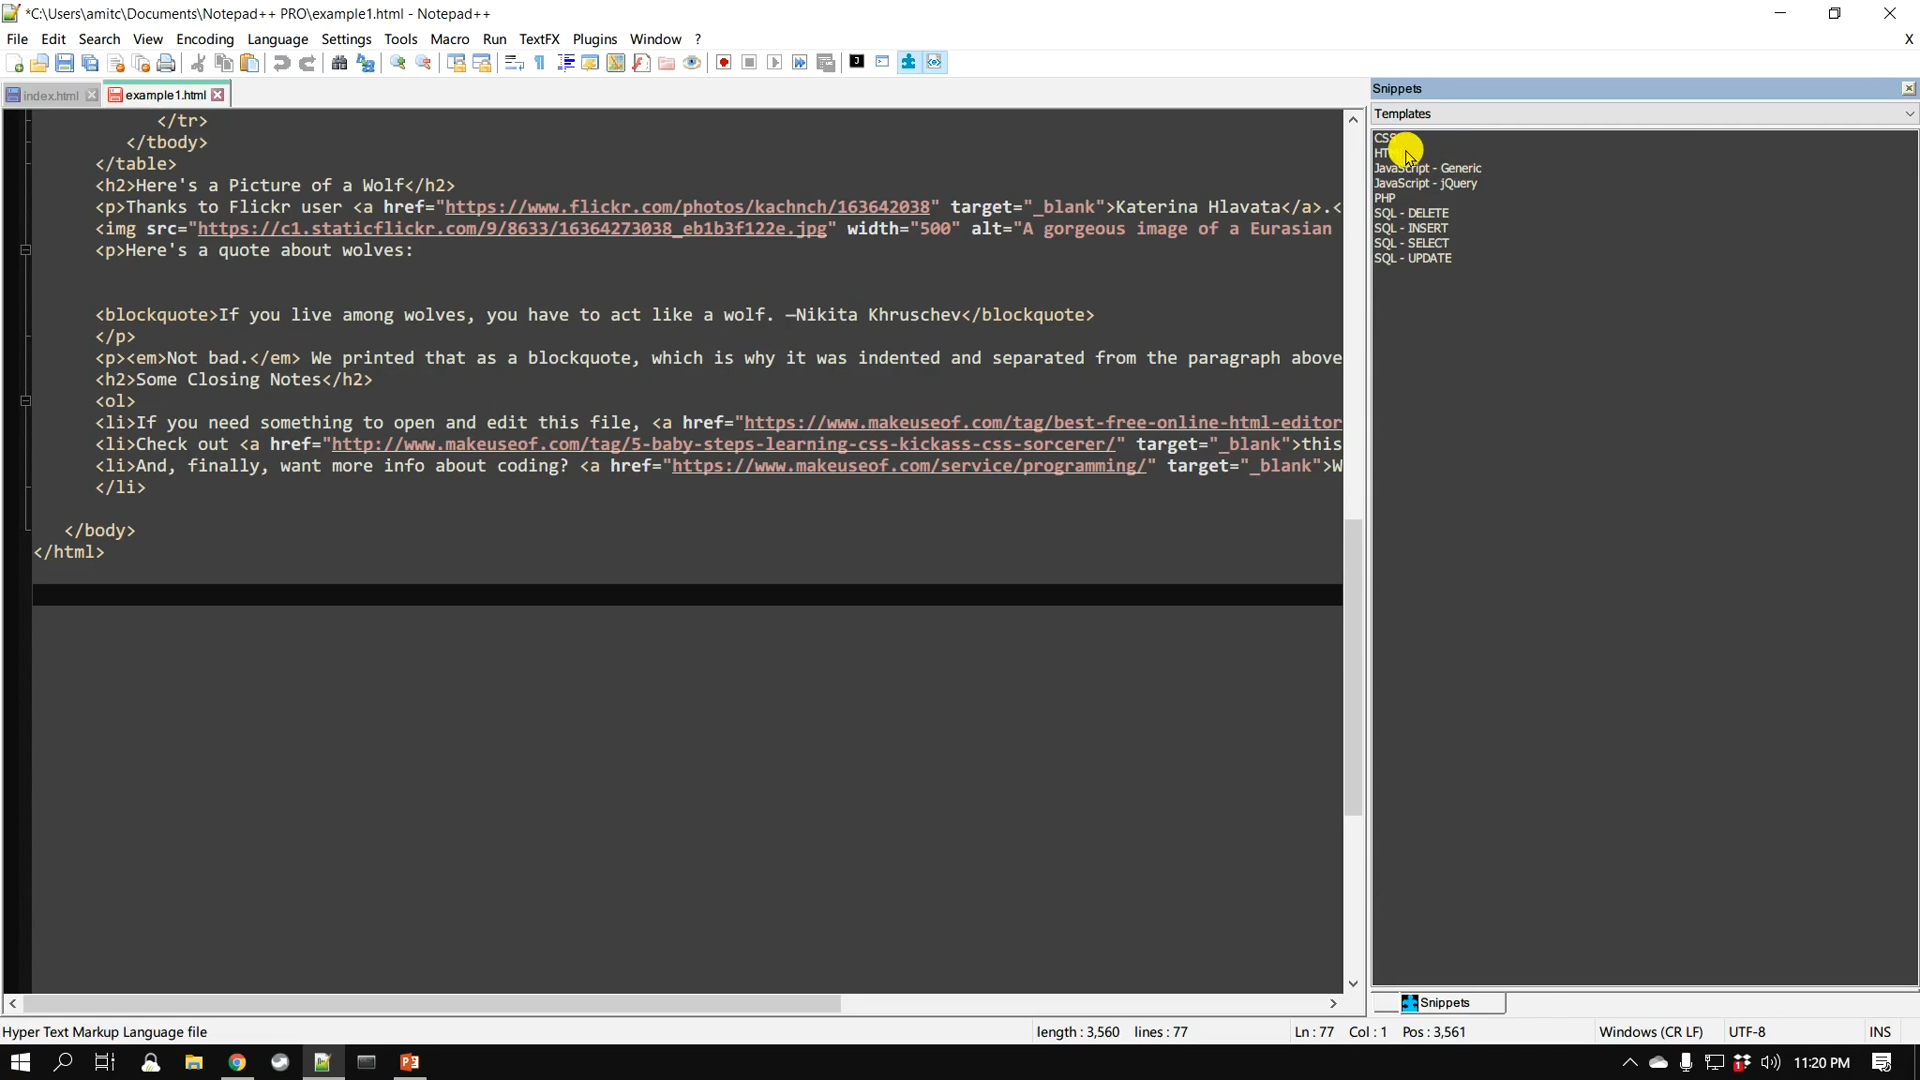 *C:\Users\amitc\Documents\Notepad++ PRO\example1.html - Notepad++
File Edit Search View Encoding Language Settings Tools Macro Run TextFX Plugins Window ? X
index.html example1.html
</tr>
</tbody>
</table>
<h2>Here's a Picture of a Wolf</h2>
<p>Thanks to Flickr user <a href="https://www.flickr.com/photos/kachnch/163642038" target="_blank">Katerina Hlavata</a>.<
<img src="https://c1.staticflickr.com/9/8633/16364273038_eb1b3f122e.jpg" width="500" alt="A gorgeous image of a Eurasian
<p>Here's a quote about wolves:
<blockquote>If you live among wolves, you have to act like a wolf. —Nikita Khruschev</blockquote>
</p>
<p><em>Not bad.</em> We printed that as a blockquote, which is why it was indented and separated from the paragraph above
<h2>Some Closing Notes</h2>
<ol>
<li>If you need something to open and edit this file, <a href="https://www.makeuseof.com/tag/best-free-online-html-editor
<li>Check out <a href="http://www.makeuseof.com/tag/5-baby-steps-learning-css-kickass-css-sorcerer/" target="_blank">this
<li>And, finally, want more info about coding? <a href="https://www.makeuseof.com/service/programming/" target="_blank">W
</li>
</body>
</html>
Snippets
Templates
CSS
JavaScript - Generic
JavaScript - jQuery
PHP
SQL - DELETE
SQL - INSERT
SQL - SELECT
SQL - UPDATE
Snippets
Hyper Text Markup Language file length : 3,560 lines : 77 Ln : 77 Col : 1 Pos : 3,561 Windows (CR LF) UTF-8 INS
11:20 PM